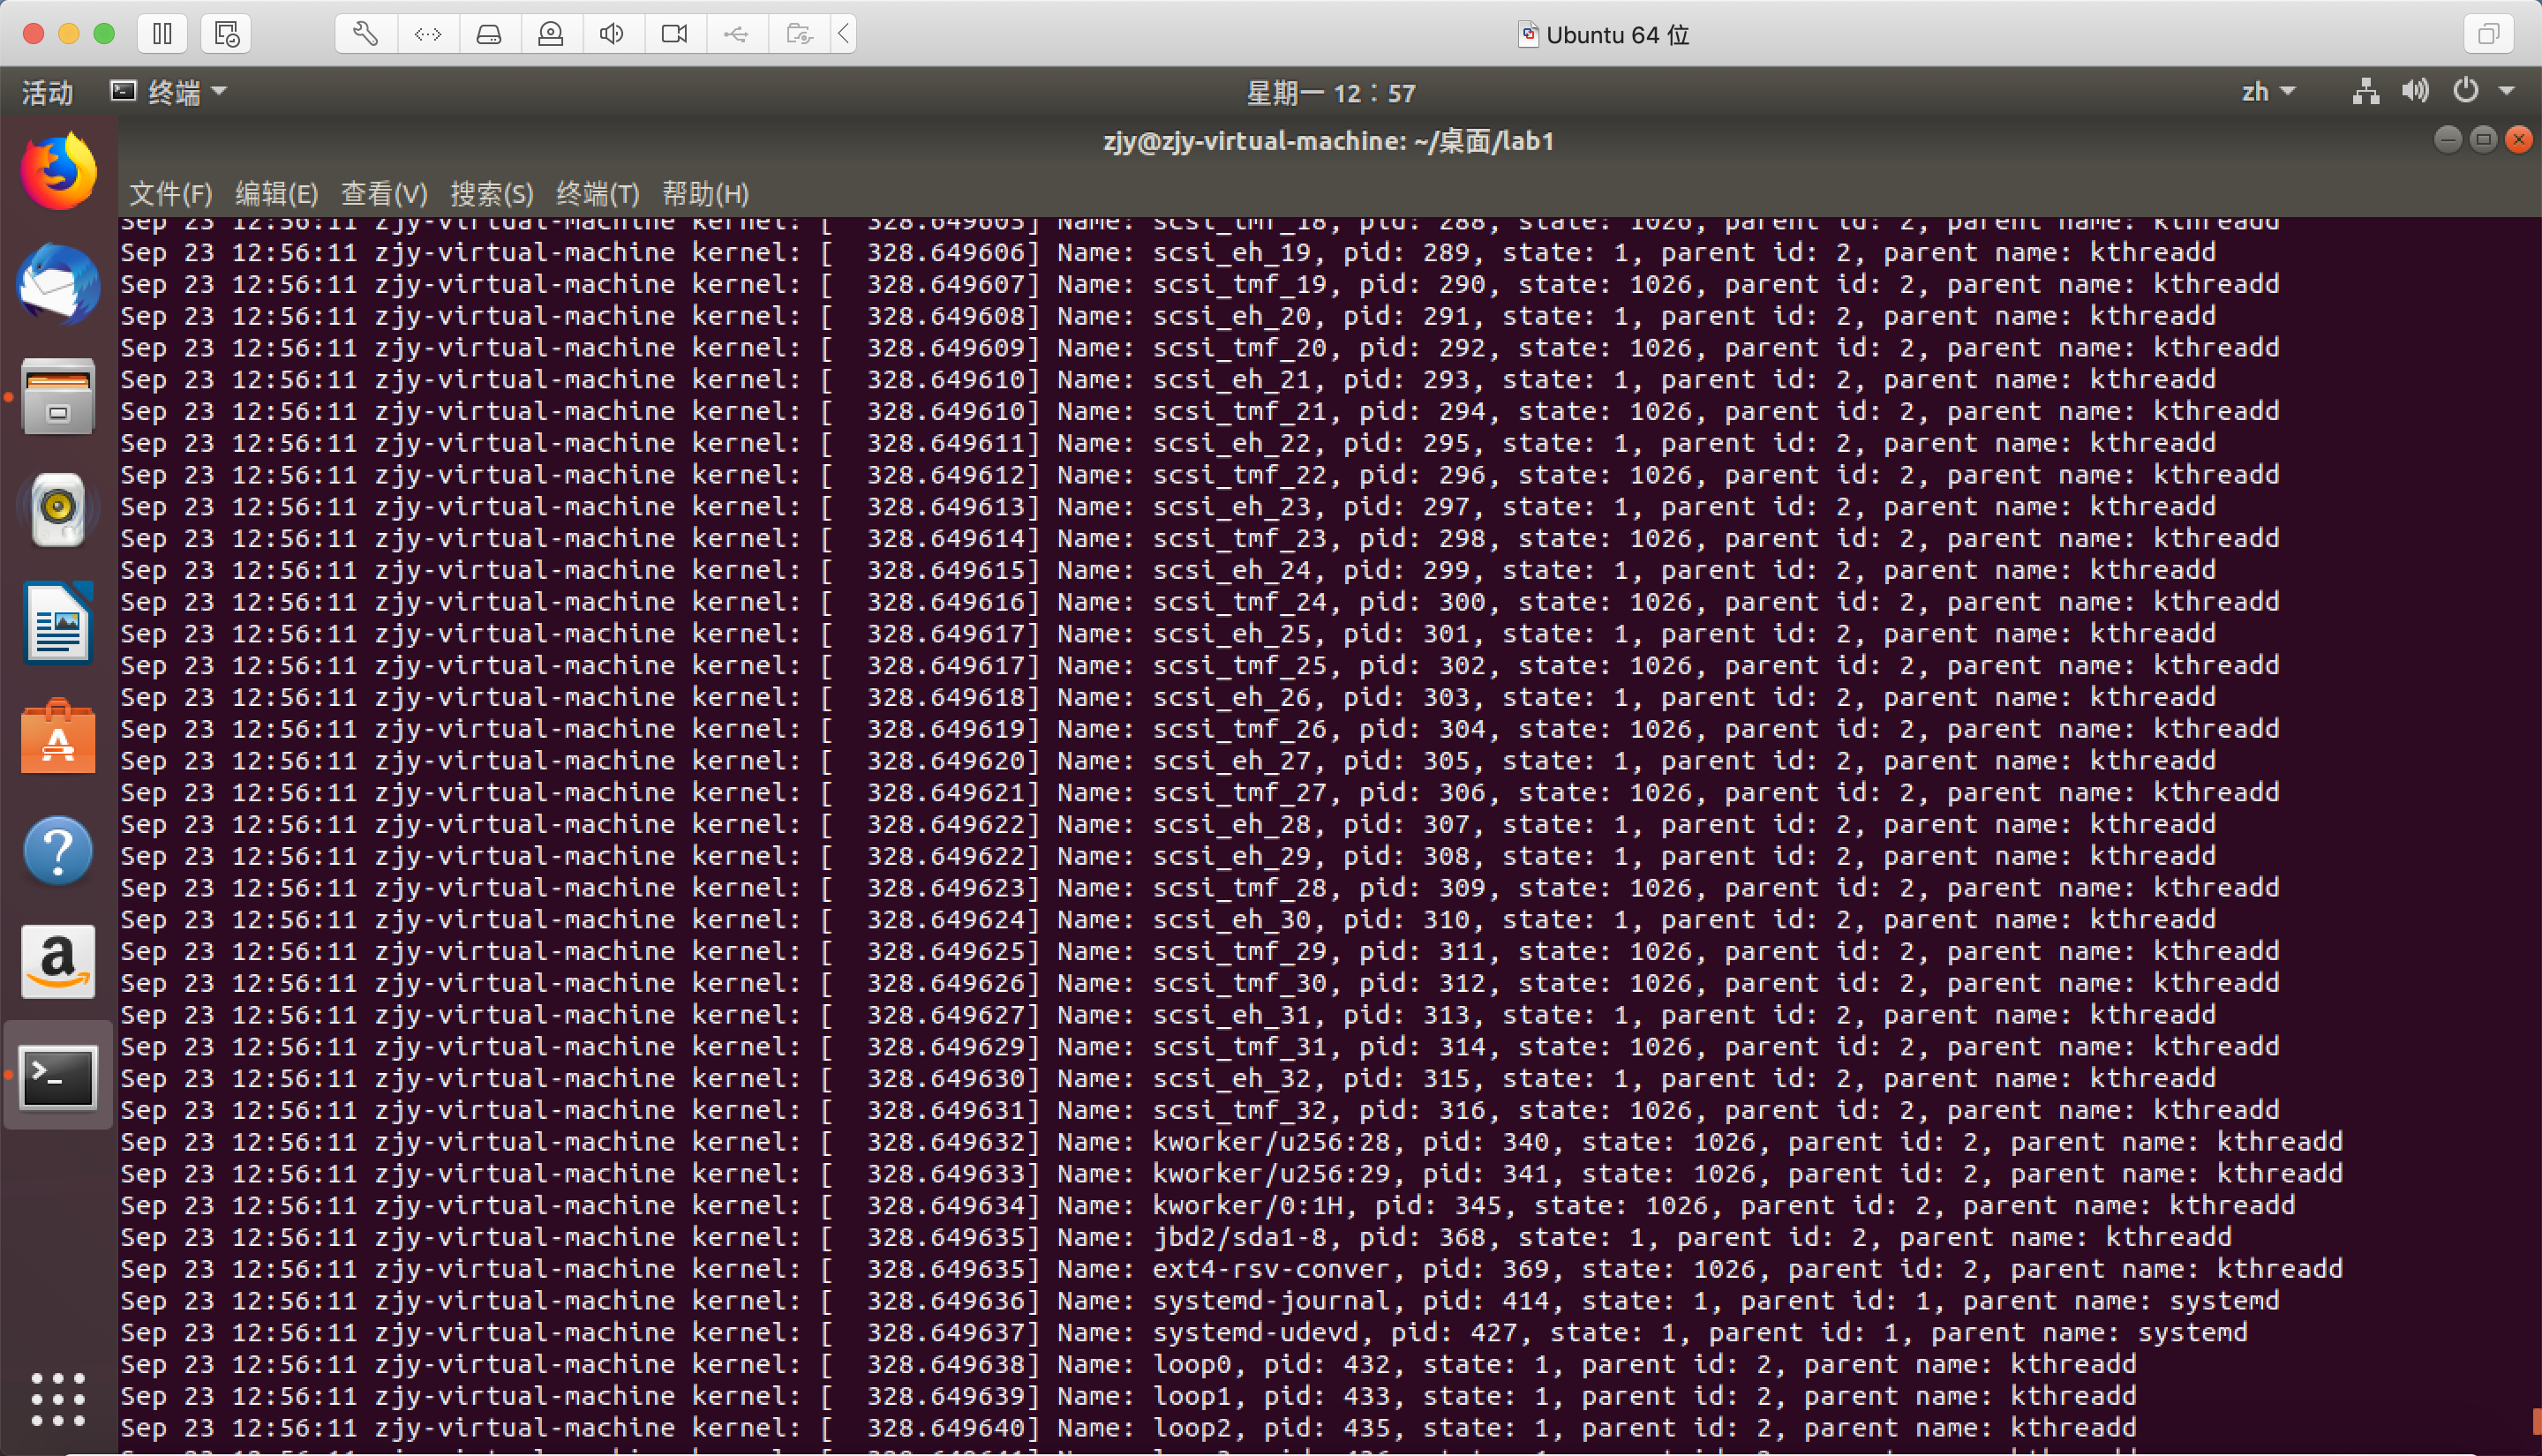 Ubuntu 64 位
活动 终端 星期一 12：57 zh
zjy@zjy-virtual-machine: ~/桌面/lab1
文件(F) 编辑(E) 查看(V) 搜索(S) 终端(T) 帮助(H)
Sep 23 12:56:11 zjy-virtual-machine kernel: [  328.649605] Name: scsi_tmf_18, pid: 288, state: 1026, parent id: 2, parent name: kthreadd
Sep 23 12:56:11 zjy-virtual-machine kernel: [  328.649606] Name: scsi_eh_19, pid: 289, state: 1, parent id: 2, parent name: kthreadd
Sep 23 12:56:11 zjy-virtual-machine kernel: [  328.649607] Name: scsi_tmf_19, pid: 290, state: 1026, parent id: 2, parent name: kthreadd
Sep 23 12:56:11 zjy-virtual-machine kernel: [  328.649608] Name: scsi_eh_20, pid: 291, state: 1, parent id: 2, parent name: kthreadd
Sep 23 12:56:11 zjy-virtual-machine kernel: [  328.649609] Name: scsi_tmf_20, pid: 292, state: 1026, parent id: 2, parent name: kthreadd
Sep 23 12:56:11 zjy-virtual-machine kernel: [  328.649610] Name: scsi_eh_21, pid: 293, state: 1, parent id: 2, parent name: kthreadd
Sep 23 12:56:11 zjy-virtual-machine kernel: [  328.649610] Name: scsi_tmf_21, pid: 294, state: 1026, parent id: 2, parent name: kthreadd
Sep 23 12:56:11 zjy-virtual-machine kernel: [  328.649611] Name: scsi_eh_22, pid: 295, state: 1, parent id: 2, parent name: kthreadd
Sep 23 12:56:11 zjy-virtual-machine kernel: [  328.649612] Name: scsi_tmf_22, pid: 296, state: 1026, parent id: 2, parent name: kthreadd
Sep 23 12:56:11 zjy-virtual-machine kernel: [  328.649613] Name: scsi_eh_23, pid: 297, state: 1, parent id: 2, parent name: kthreadd
Sep 23 12:56:11 zjy-virtual-machine kernel: [  328.649614] Name: scsi_tmf_23, pid: 298, state: 1026, parent id: 2, parent name: kthreadd
Sep 23 12:56:11 zjy-virtual-machine kernel: [  328.649615] Name: scsi_eh_24, pid: 299, state: 1, parent id: 2, parent name: kthreadd
Sep 23 12:56:11 zjy-virtual-machine kernel: [  328.649616] Name: scsi_tmf_24, pid: 300, state: 1026, parent id: 2, parent name: kthreadd
Sep 23 12:56:11 zjy-virtual-machine kernel: [  328.649617] Name: scsi_eh_25, pid: 301, state: 1, parent id: 2, parent name: kthreadd
Sep 23 12:56:11 zjy-virtual-machine kernel: [  328.649617] Name: scsi_tmf_25, pid: 302, state: 1026, parent id: 2, parent name: kthreadd
Sep 23 12:56:11 zjy-virtual-machine kernel: [  328.649618] Name: scsi_eh_26, pid: 303, state: 1, parent id: 2, parent name: kthreadd
Sep 23 12:56:11 zjy-virtual-machine kernel: [  328.649619] Name: scsi_tmf_26, pid: 304, state: 1026, parent id: 2, parent name: kthreadd
Sep 23 12:56:11 zjy-virtual-machine kernel: [  328.649620] Name: scsi_eh_27, pid: 305, state: 1, parent id: 2, parent name: kthreadd
Sep 23 12:56:11 zjy-virtual-machine kernel: [  328.649621] Name: scsi_tmf_27, pid: 306, state: 1026, parent id: 2, parent name: kthreadd
Sep 23 12:56:11 zjy-virtual-machine kernel: [  328.649622] Name: scsi_eh_28, pid: 307, state: 1, parent id: 2, parent name: kthreadd
Sep 23 12:56:11 zjy-virtual-machine kernel: [  328.649622] Name: scsi_eh_29, pid: 308, state: 1, parent id: 2, parent name: kthreadd
Sep 23 12:56:11 zjy-virtual-machine kernel: [  328.649623] Name: scsi_tmf_28, pid: 309, state: 1026, parent id: 2, parent name: kthreadd
Sep 23 12:56:11 zjy-virtual-machine kernel: [  328.649624] Name: scsi_eh_30, pid: 310, state: 1, parent id: 2, parent name: kthreadd
Sep 23 12:56:11 zjy-virtual-machine kernel: [  328.649625] Name: scsi_tmf_29, pid: 311, state: 1026, parent id: 2, parent name: kthreadd
Sep 23 12:56:11 zjy-virtual-machine kernel: [  328.649626] Name: scsi_tmf_30, pid: 312, state: 1026, parent id: 2, parent name: kthreadd
Sep 23 12:56:11 zjy-virtual-machine kernel: [  328.649627] Name: scsi_eh_31, pid: 313, state: 1, parent id: 2, parent name: kthreadd
Sep 23 12:56:11 zjy-virtual-machine kernel: [  328.649629] Name: scsi_tmf_31, pid: 314, state: 1026, parent id: 2, parent name: kthreadd
Sep 23 12:56:11 zjy-virtual-machine kernel: [  328.649630] Name: scsi_eh_32, pid: 315, state: 1, parent id: 2, parent name: kthreadd
Sep 23 12:56:11 zjy-virtual-machine kernel: [  328.649631] Name: scsi_tmf_32, pid: 316, state: 1026, parent id: 2, parent name: kthreadd
Sep 23 12:56:11 zjy-virtual-machine kernel: [  328.649632] Name: kworker/u256:28, pid: 340, state: 1026, parent id: 2, parent name: kthreadd
Sep 23 12:56:11 zjy-virtual-machine kernel: [  328.649633] Name: kworker/u256:29, pid: 341, state: 1026, parent id: 2, parent name: kthreadd
Sep 23 12:56:11 zjy-virtual-machine kernel: [  328.649634] Name: kworker/0:1H, pid: 345, state: 1026, parent id: 2, parent name: kthreadd
Sep 23 12:56:11 zjy-virtual-machine kernel: [  328.649635] Name: jbd2/sda1-8, pid: 368, state: 1, parent id: 2, parent name: kthreadd
Sep 23 12:56:11 zjy-virtual-machine kernel: [  328.649635] Name: ext4-rsv-conver, pid: 369, state: 1026, parent id: 2, parent name: kthreadd
Sep 23 12:56:11 zjy-virtual-machine kernel: [  328.649636] Name: systemd-journal, pid: 414, state: 1, parent id: 1, parent name: systemd
Sep 23 12:56:11 zjy-virtual-machine kernel: [  328.649637] Name: systemd-udevd, pid: 427, state: 1, parent id: 1, parent name: systemd
Sep 23 12:56:11 zjy-virtual-machine kernel: [  328.649638] Name: loop0, pid: 432, state: 1, parent id: 2, parent name: kthreadd
Sep 23 12:56:11 zjy-virtual-machine kernel: [  328.649639] Name: loop1, pid: 433, state: 1, parent id: 2, parent name: kthreadd
Sep 23 12:56:11 zjy-virtual-machine kernel: [  328.649640] Name: loop2, pid: 435, state: 1, parent id: 2, parent name: kthreadd